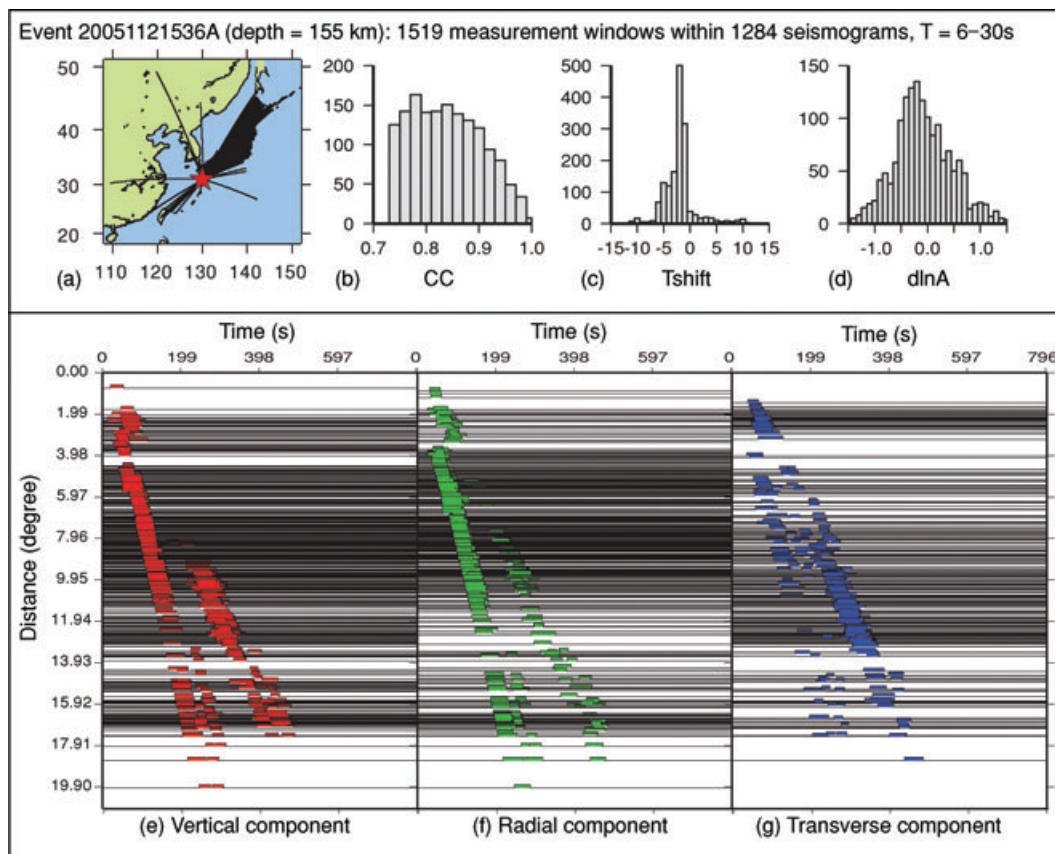 Event 20051121536A (depth = 155 km): 1519 measurement windows within 1284 seismograms, T = 6–30s
50
40
30
20
110 120 130 140 150
(a)
200
150
100
50
0
0.7 0.8 0.9 1.0
(b) CC
500
400
300
200
100
0
-15 -10 -5 0 5 10 15
(c) Tshift
150
100
50
0
-1.0 0.0 1.0
(d) dlnA
Time (s) Time (s) Time (s)
0 199 398 597 0 199 398 597 0 199 398 597 796
Distance (degree)
0.00
1.99
3.98
5.97
7.96
9.95
11.94
13.93
15.92
17.91
19.90
(e) Vertical component (f) Radial component (g) Transverse component